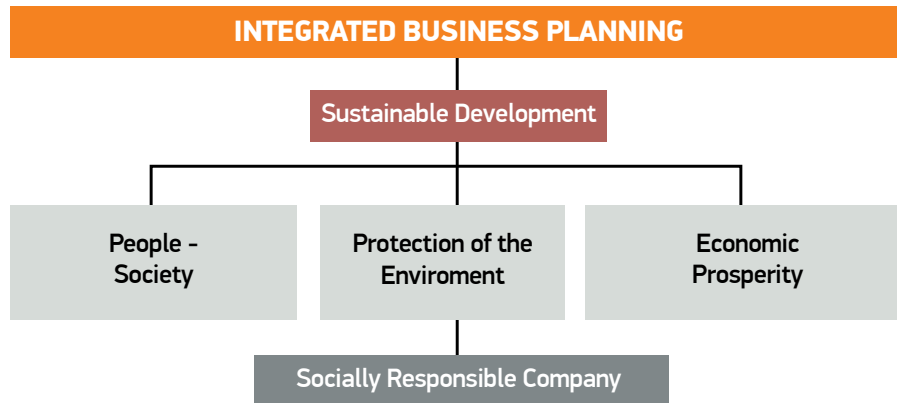 INTEGRATED BUSINESS PLANNING
Sustainable Development
People -
Society
Protection of the
Enviroment
Economic
Prosperity
Socially Responsible Company